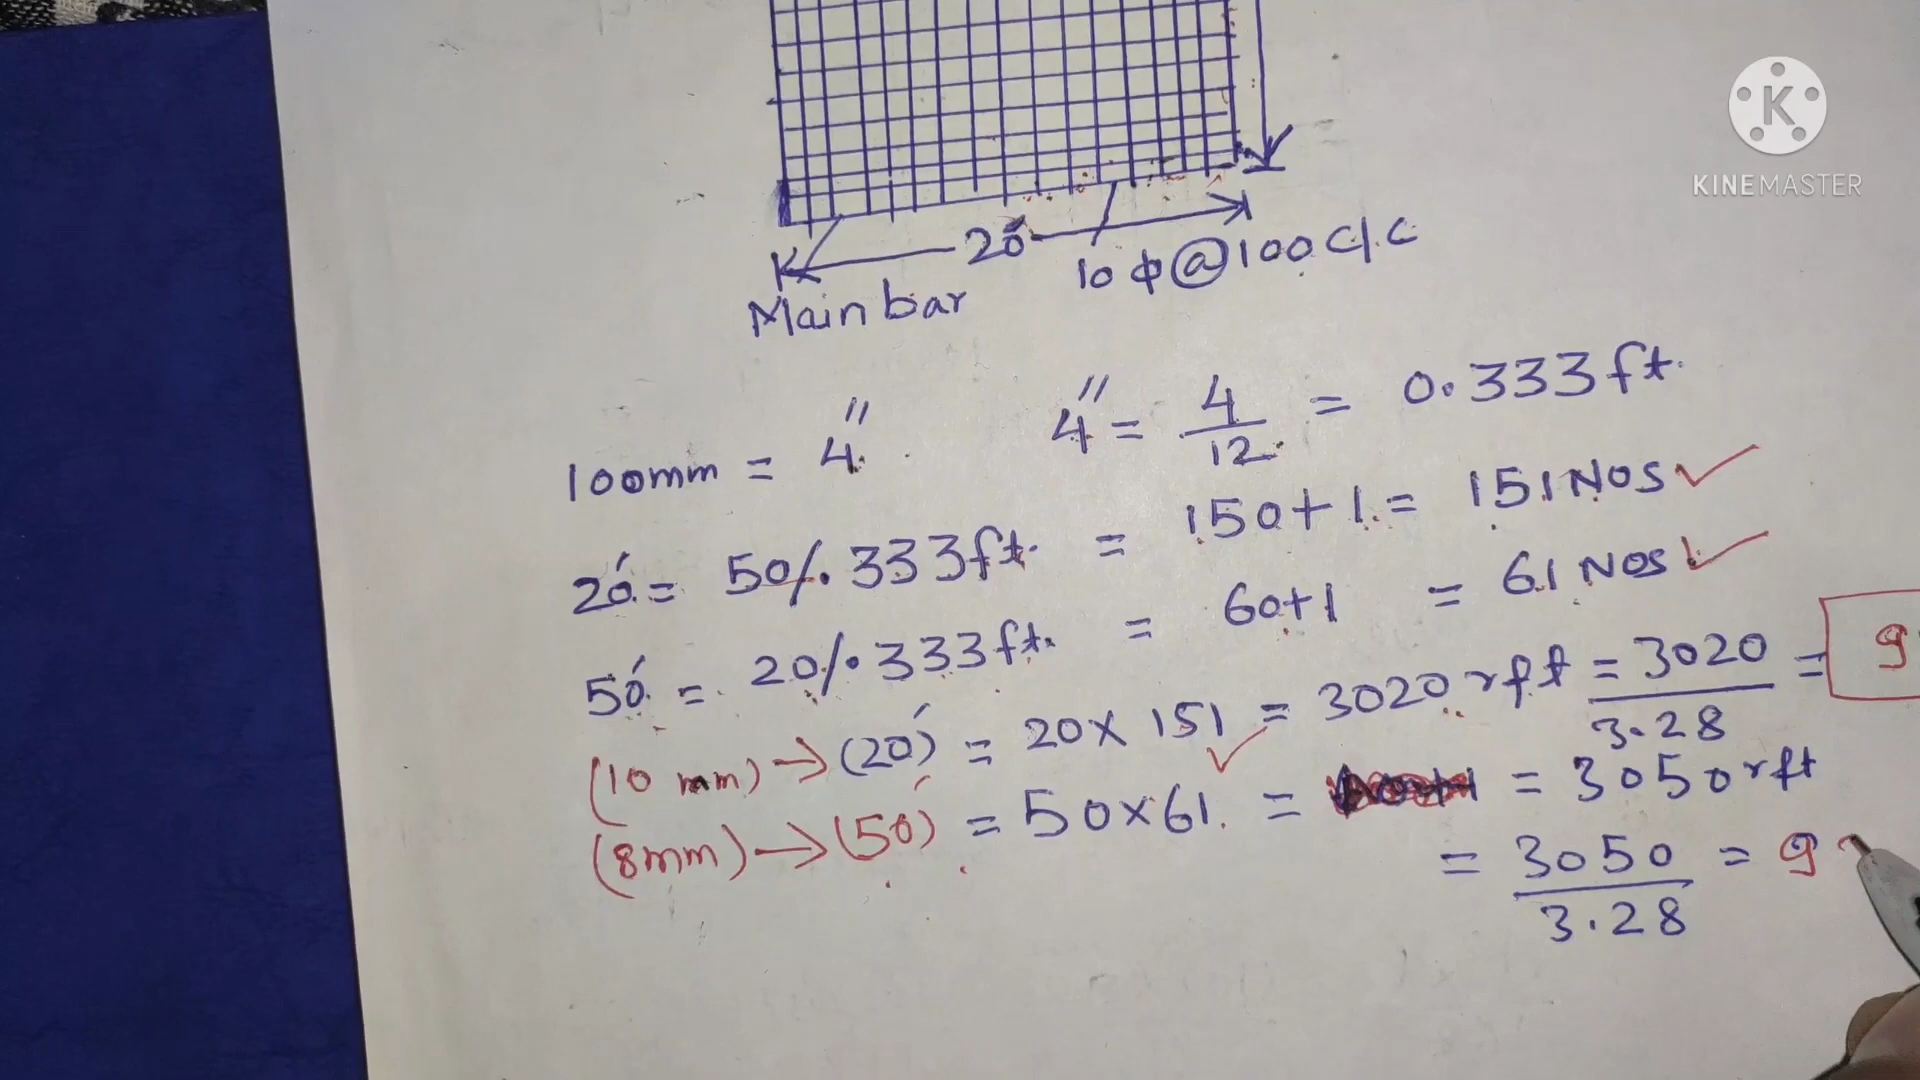 K
KINEMASTER
20'
10 ϕ @ 100 C/C
Main bar
100mm = 4" 4" = 4/12 = 0.333 ft.
20' = 50/.333 ft. = 150+1 = 151 Nos ✓
50' = 20/.333 ft. = 60+1 = 61 Nos ✓
(10 mm) → (20') = 20 × 151 = 3020 rft = 3020/3.28 = 9
(8mm) → (50') = 50×61 = = 3050 rft
= 3050/3.28 = 9